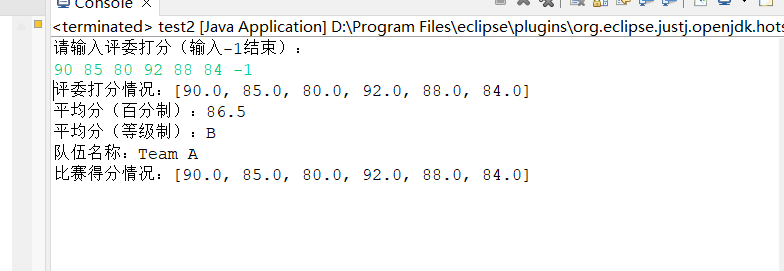 Console
<terminated> test2 [Java Application] D:\Program Files\eclipse\plugins\org.eclipse.justj.openjdk.hots
请输入评委打分（输入-1结束）：
90 85 80 92 88 84 -1
评委打分情况：[90.0, 85.0, 80.0, 92.0, 88.0, 84.0]
平均分（百分制）：86.5
平均分（等级制）：B
队伍名称：Team A
比赛得分情况：[90.0, 85.0, 80.0, 92.0, 88.0, 84.0]